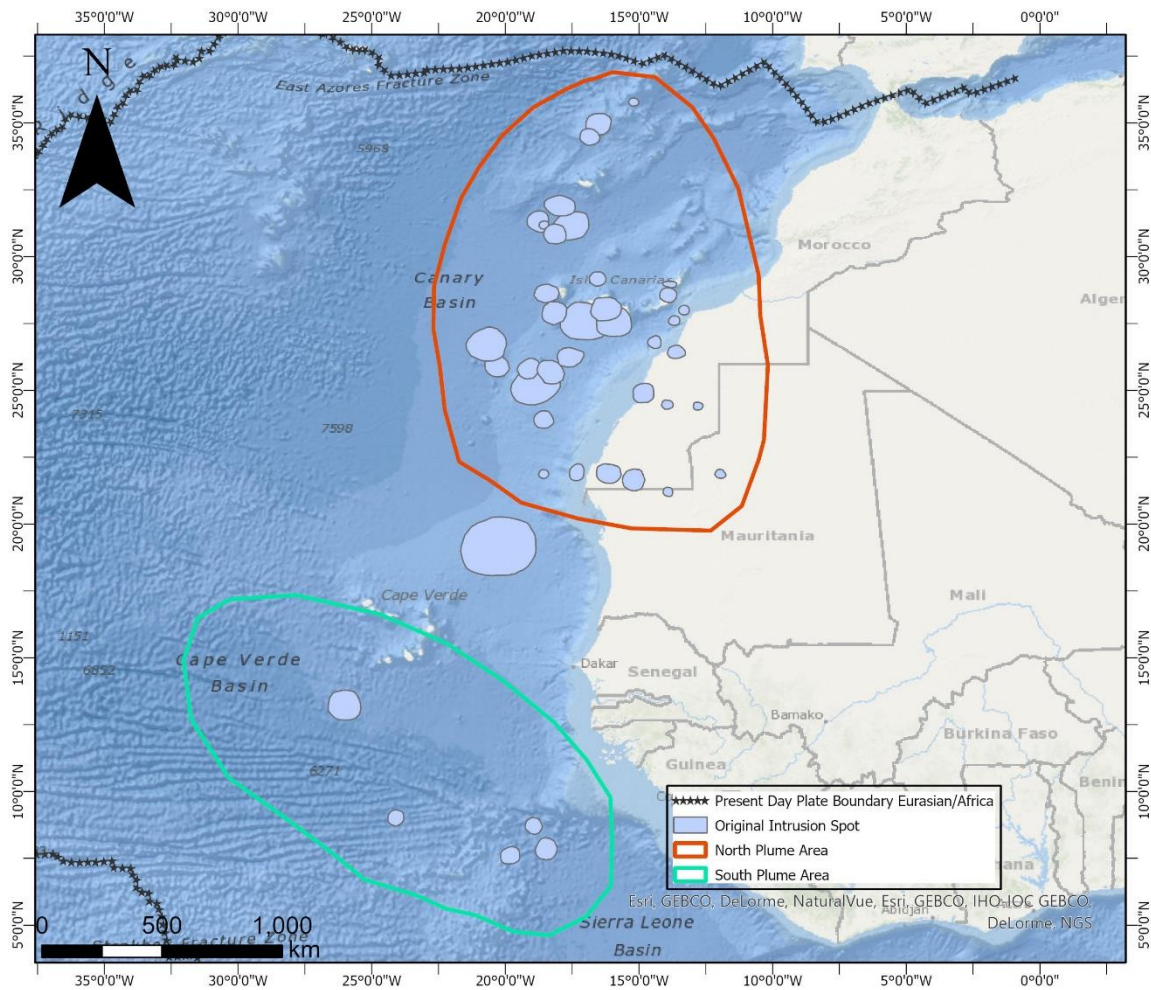 35°0'0"W 30°0'0"W 25°0'0"W 20°0'0"W 15°0'0"W 10°0'0"W 5°0'0"W 0°0'0"
N
East Azores Fracture Zone
35°0'0"N 35°0'0"N
5968
Morocco
30°0'0"N 30°0'0"N
Canary
Basin
Alger
25°0'0"N 25°0'0"N
7315
7598
20°0'0"N 20°0'0"N
Mauritania
Cape Verde
Mali
1151
15°0'0"N 15°0'0"N
6852
Cape Verde
Basin
Dakar
Senegal
Bamako
Burkina Faso
6271
Guinea
Benin
10°0'0"N 10°0'0"N
Present Day Plate Boundary Eurasian/Africa
Original Intrusion Spot
North Plume Area
South Plume Area
Esri, GEBCO, DeLorme, NaturalVue, Esri, GEBCO, IHO-IOC GEBCO,
DeLorme, NGS
Abidjan
5°0'0"N 5°0'0"N
Sierra Leone
Basin
0 500 1,000
km
Fracture Zone
35°0'0"W 30°0'0"W 25°0'0"W 20°0'0"W 15°0'0"W 10°0'0"W 5°0'0"W 0°0'0"